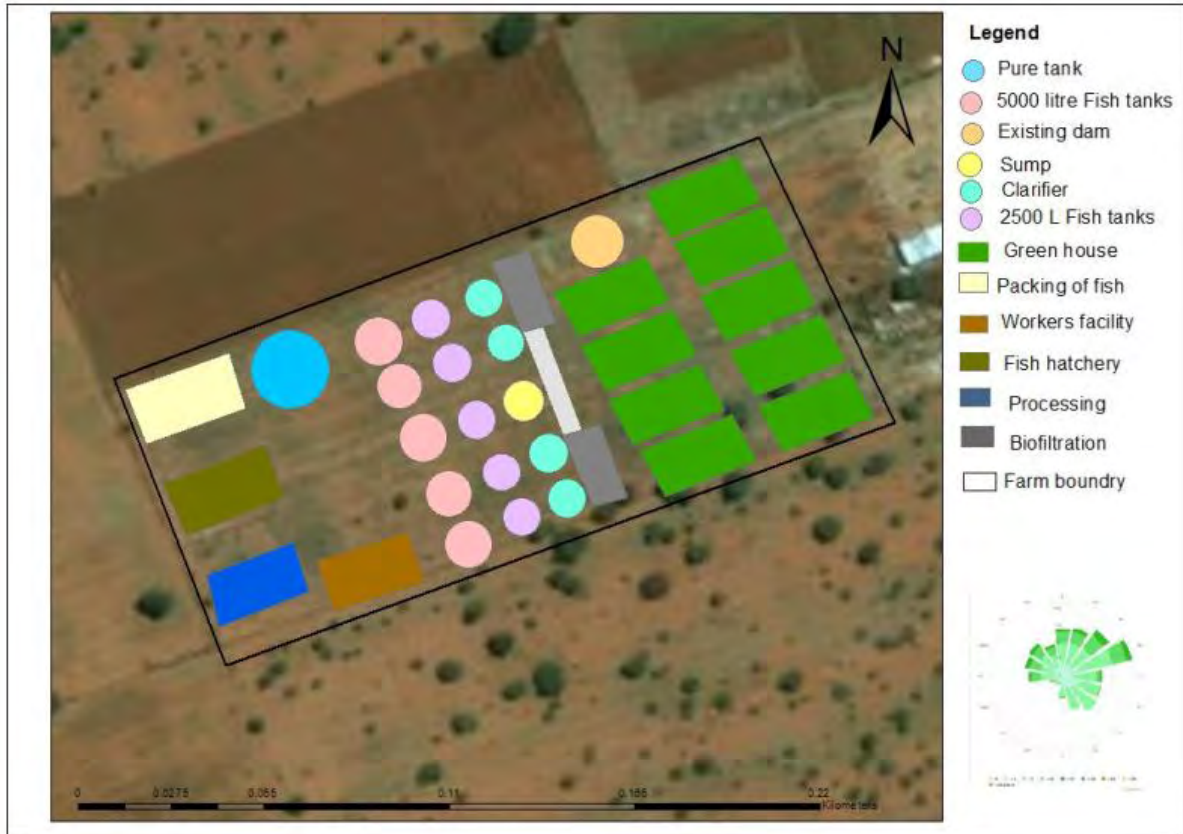 N
Legend
Pure tank
5000 litre Fish tanks
Existing dam
Sump
Clarifier
2500 L Fish tanks
Green house
Packing of fish
Workers facility
Fish hatchery
Processing
Biofiltration
Farm boundry
0 0.0275 0.055 0.11 0.165 0.22
Kilometers